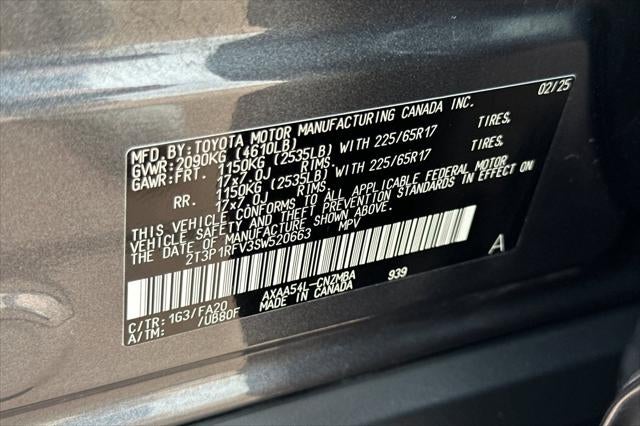 MFD.BY:TOYOTA MOTOR MANUFACTURING CANADA INC. 02/25
GVWR:2090KG (4610LB)
GAWR:FRT. 1150KG (2535LB) WITH 225/65R17 TIRES,
17x7.0J RIMS.
RR. 1150KG (2535LB) WITH 225/65R17 TIRES,
17x7.0J RIMS.
THIS VEHICLE CONFORMS TO ALL APPLICABLE FEDERAL MOTOR
VEHICLE SAFETY AND THEFT PREVENTION STANDARDS IN EFFECT ON
THE DATE OF MANUFACTURE SHOWN ABOVE.
2T3P1RFV3SW520663 MPV
A
C/TR: 1G3/FA20 AXAA54L-CNZMBA 939
A/TM: /UB80F MADE IN CANADA